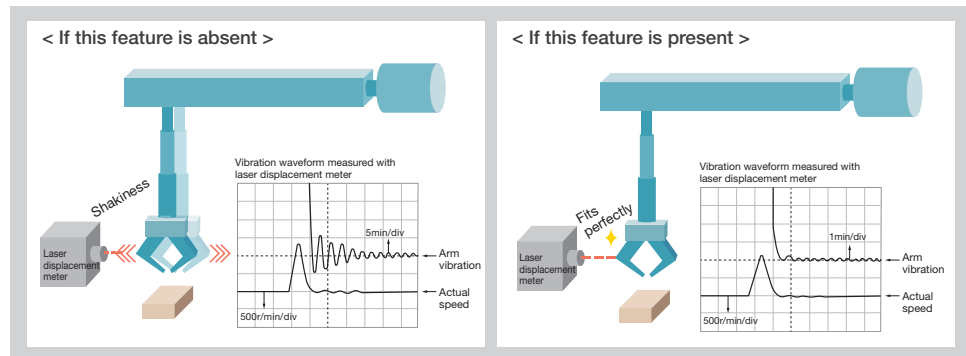 < If this feature is absent >
Shakiness
Laser
displacement
meter
Vibration waveform measured with
laser displacement meter
5min/div
Arm
vibration
Actual
speed
500r/min/div
< If this feature is present >
Fits
perfectly
Laser
displacement
meter
Vibration waveform measured with
laser displacement meter
1min/div
Arm
vibration
Actual
speed
500r/min/div